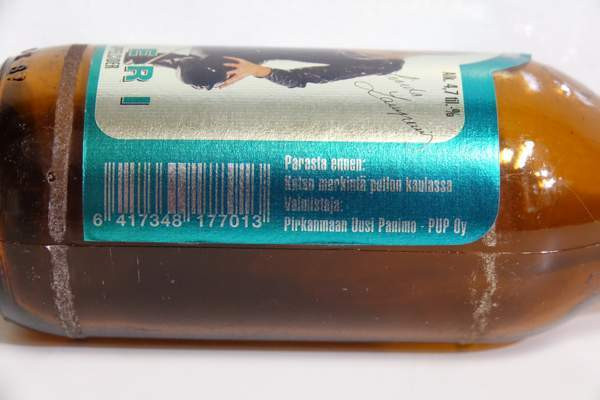 ERI
Alk. 4,7 til.-%
Parasta ennen:
Katso merkintä pullon kaulassa
Valmistaja:
Pirkanmaan Uusi Panimo - PUP Oy
6 417348 177013